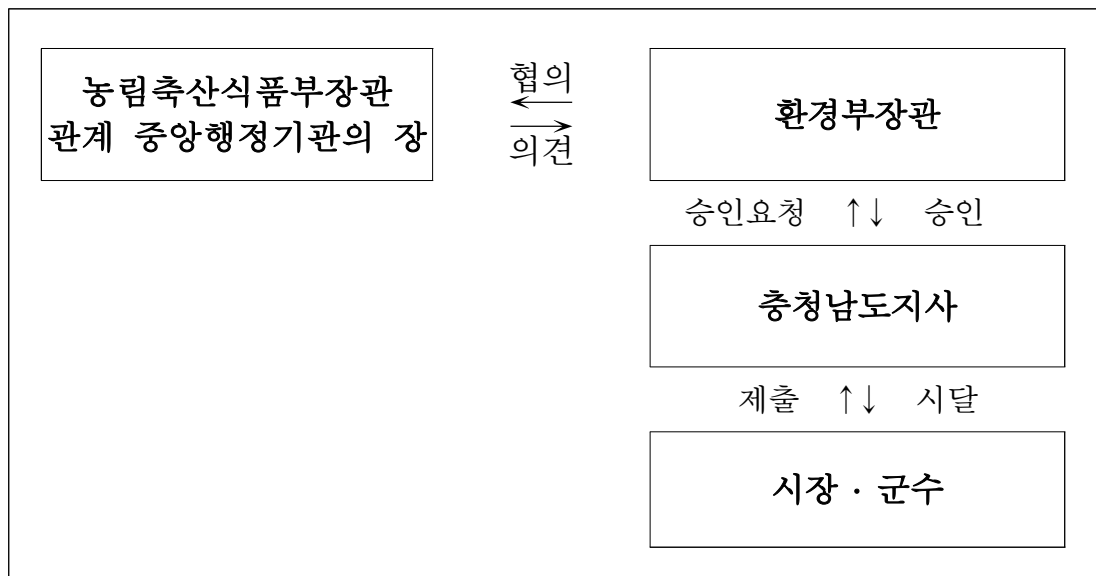 농림축산식품부장관
관계 중앙행정기관의 장
협의
←
→
의견
환경부장관
승인요청 ↑↓ 승인
충청남도지사
제출 ↑↓ 시달
시장 · 군수